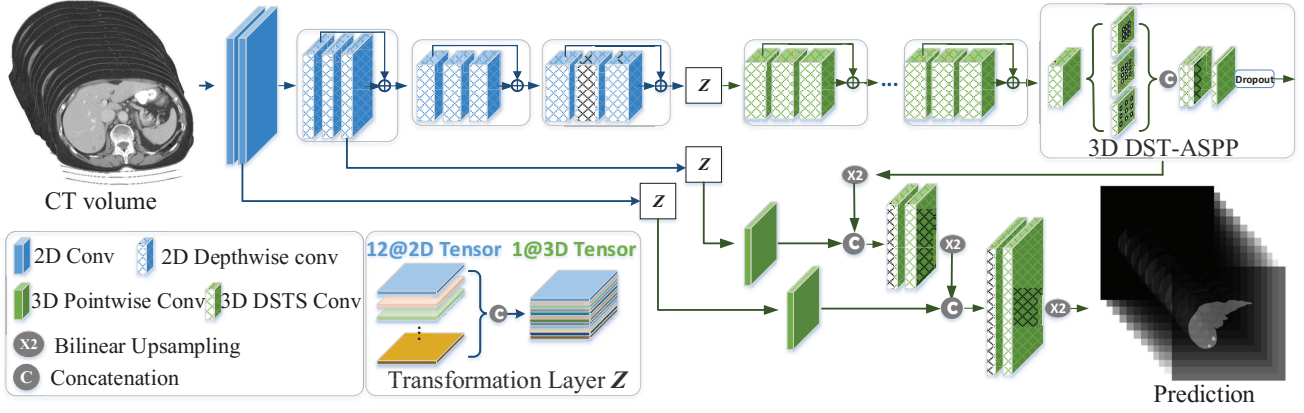 CT volume
Z
3D DST-ASPP
C
Dropout
Z
Z
X2
C
X2
C
X2
Prediction
2D Conv
2D Depthwise conv
3D Pointwise Conv
3D DSTS Conv
X2 Bilinear Upsampling
C Concatenation
12@2D Tensor
1@3D Tensor
C
Transformation Layer Z